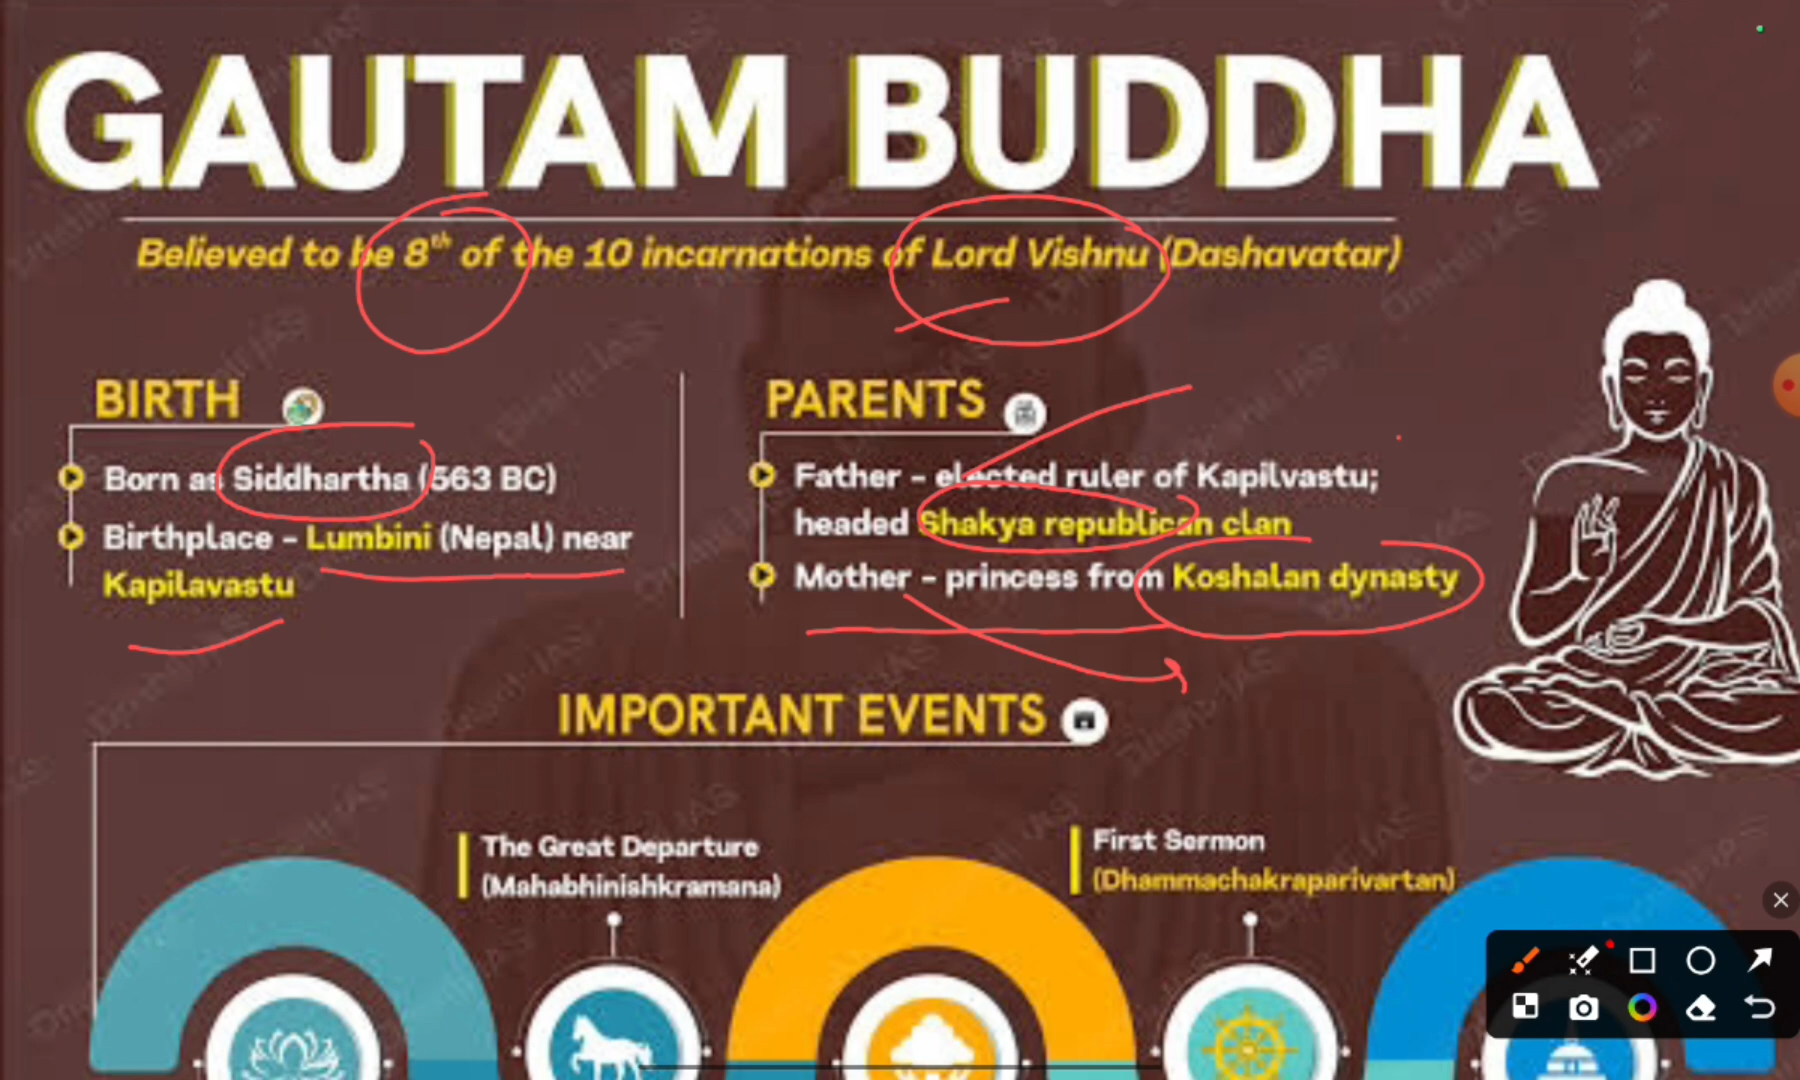 GAUTAM BUDDHA
Believed to be 8th of the 10 incarnations of Lord Vishnu (Dashavatar)
BIRTH
Born as Siddhartha (563 BC)
Birthplace – Lumbini (Nepal) near
Kapilavastu
PARENTS
Father – elected ruler of Kapilvastu;
headed Shakya republican clan
Mother – princess from Koshalan dynasty
IMPORTANT EVENTS
The Great Departure
(Mahabhinishkramana)
First Sermon
(Dhammachakraparivartan)